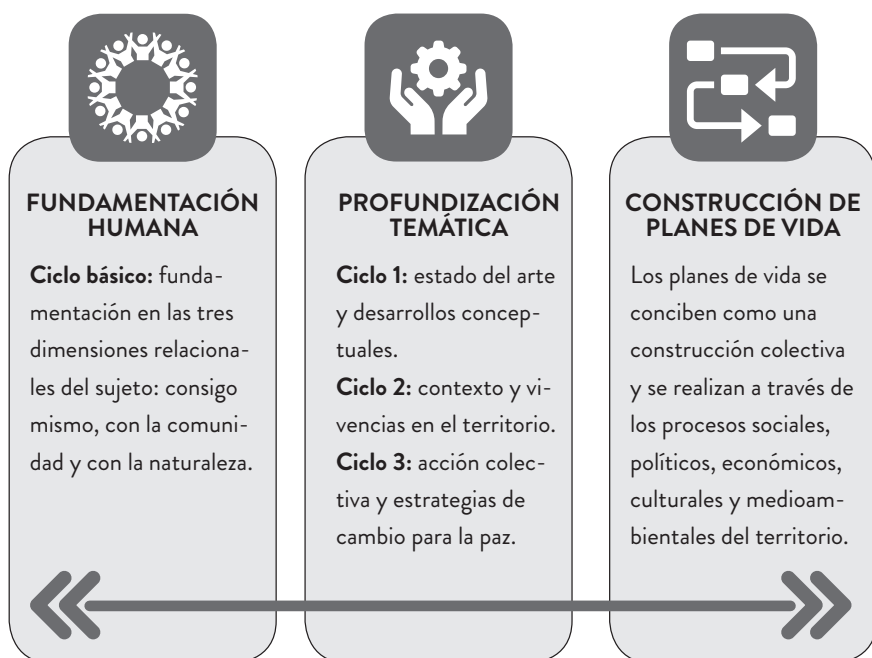 FUNDAMENTACIÓN
HUMANA
Ciclo básico: funda-
mentación en las tres
dimensiones relaciona-
les del sujeto: consigo
mismo, con la comuni-
dad y con la naturaleza.
PROFUNDIZACIÓN
TEMÁTICA
Ciclo 1: estado del arte
y desarrollos concep-
tuales.
Ciclo 2: contexto y vi-
vencias en el territorio.
Ciclo 3: acción colec-
tiva y estrategias de
cambio para la paz.
CONSTRUCCIÓN DE
PLANES DE VIDA
Los planes de vida se
conciben como una
construcción colectiva
y se realizan a través de
los procesos sociales,
políticos, económicos,
culturales y medioam-
bientales del territorio.